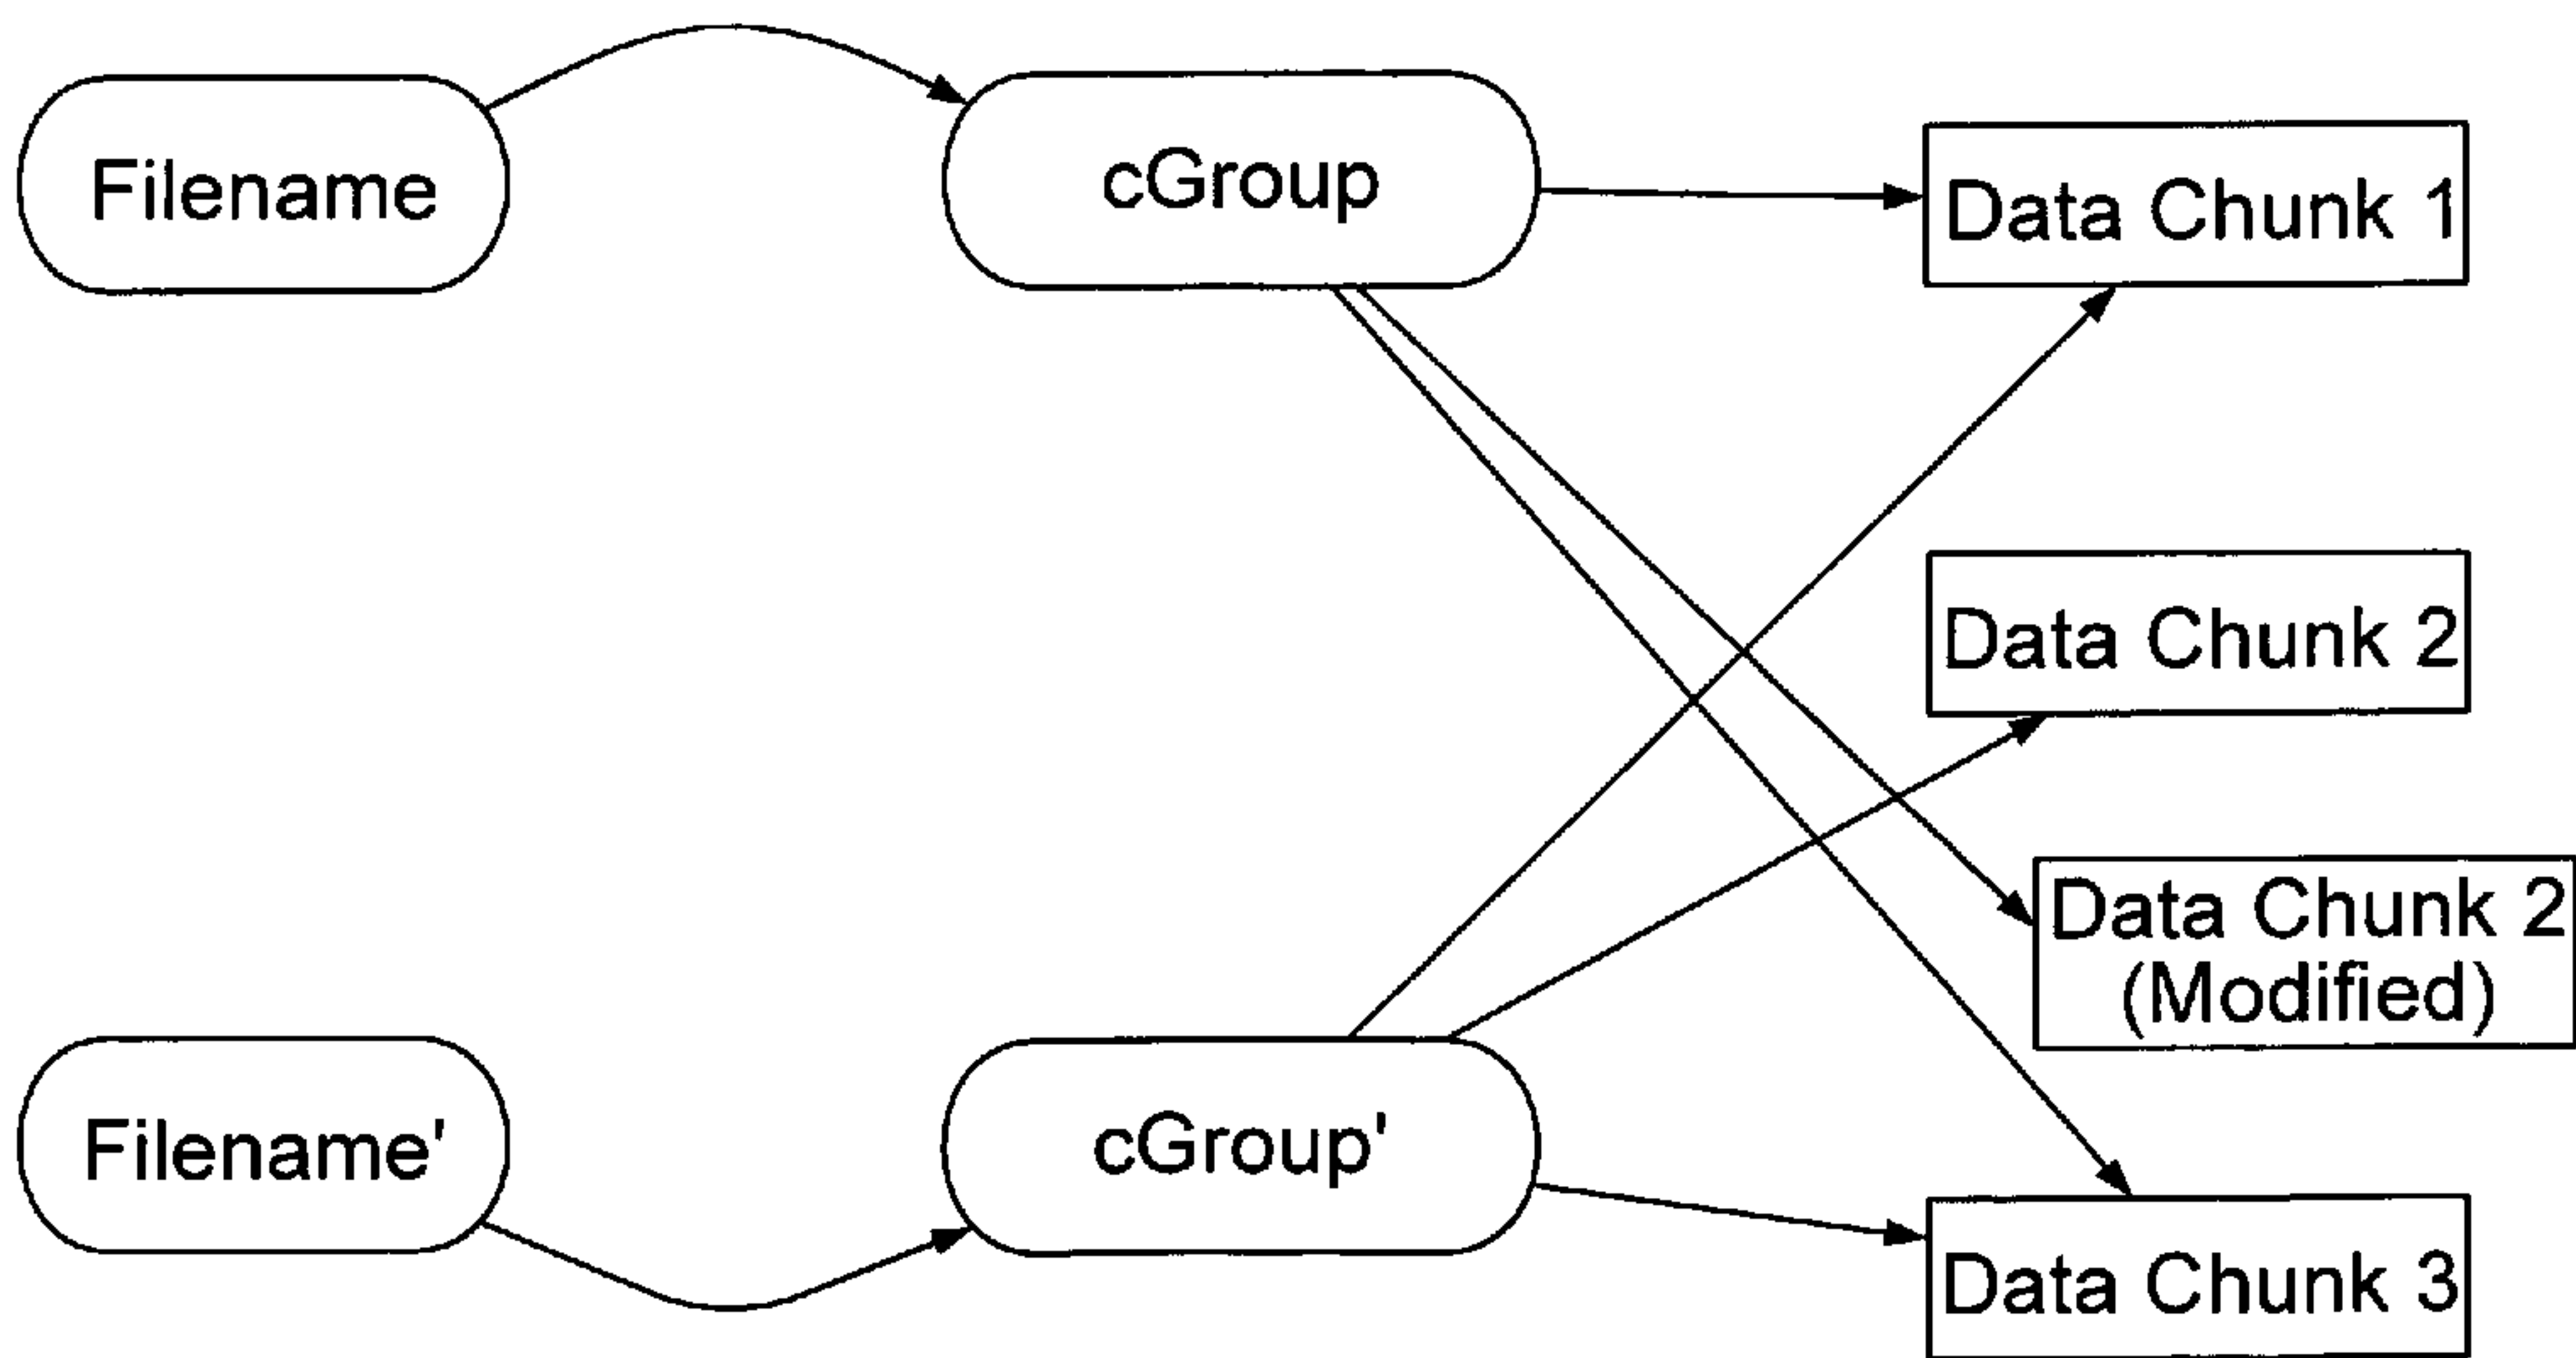 Filename
cGroup
Data Chunk 1
Data Chunk 2
Data Chunk 2
(Modified)
Filename'
cGroup'
Data Chunk 3